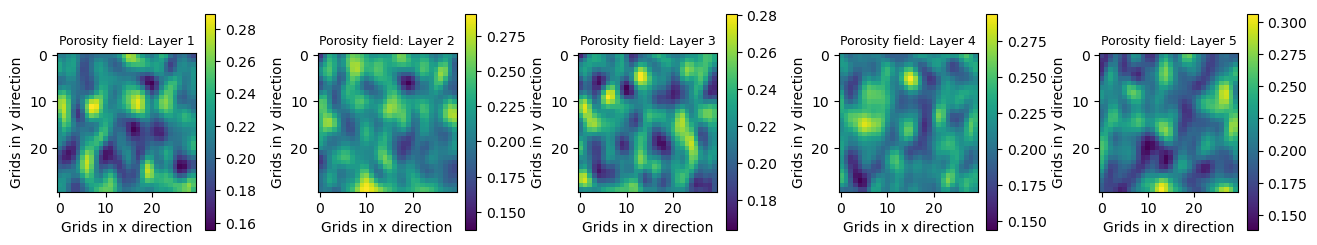 Porosity field: Layer 1
Grids in y direction
0
10
20
0 10 20
Grids in x direction
0.28
0.26
0.24
0.22
0.20
0.18
0.16
Porosity field: Layer 2
Grids in y direction
0
10
20
0 10 20
Grids in x direction
0.275
0.250
0.225
0.200
0.175
0.150
Porosity field: Layer 3
Grids in y direction
0
10
20
0 10 20
Grids in x direction
0.28
0.26
0.24
0.22
0.20
0.18
Porosity field: Layer 4
Grids in y direction
0
10
20
0 10 20
Grids in x direction
0.275
0.250
0.225
0.200
0.175
0.150
Porosity field: Layer 5
Grids in y direction
0
10
20
0 10 20
Grids in x direction
0.300
0.275
0.250
0.225
0.200
0.175
0.150